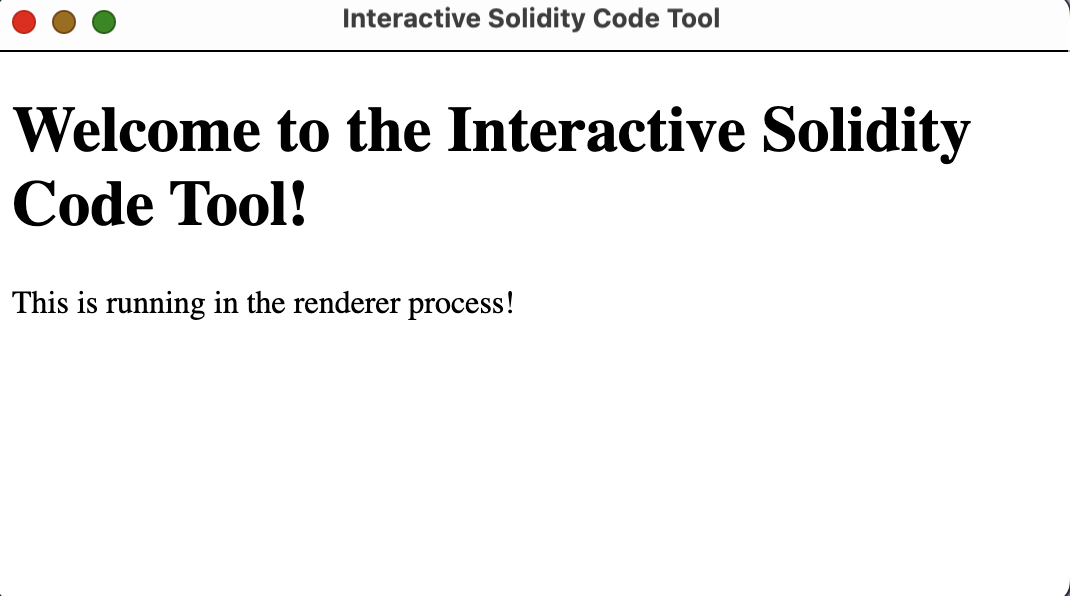 Interactive Solidity Code Tool
Welcome to the Interactive Solidity
Code Tool!
This is running in the renderer process!